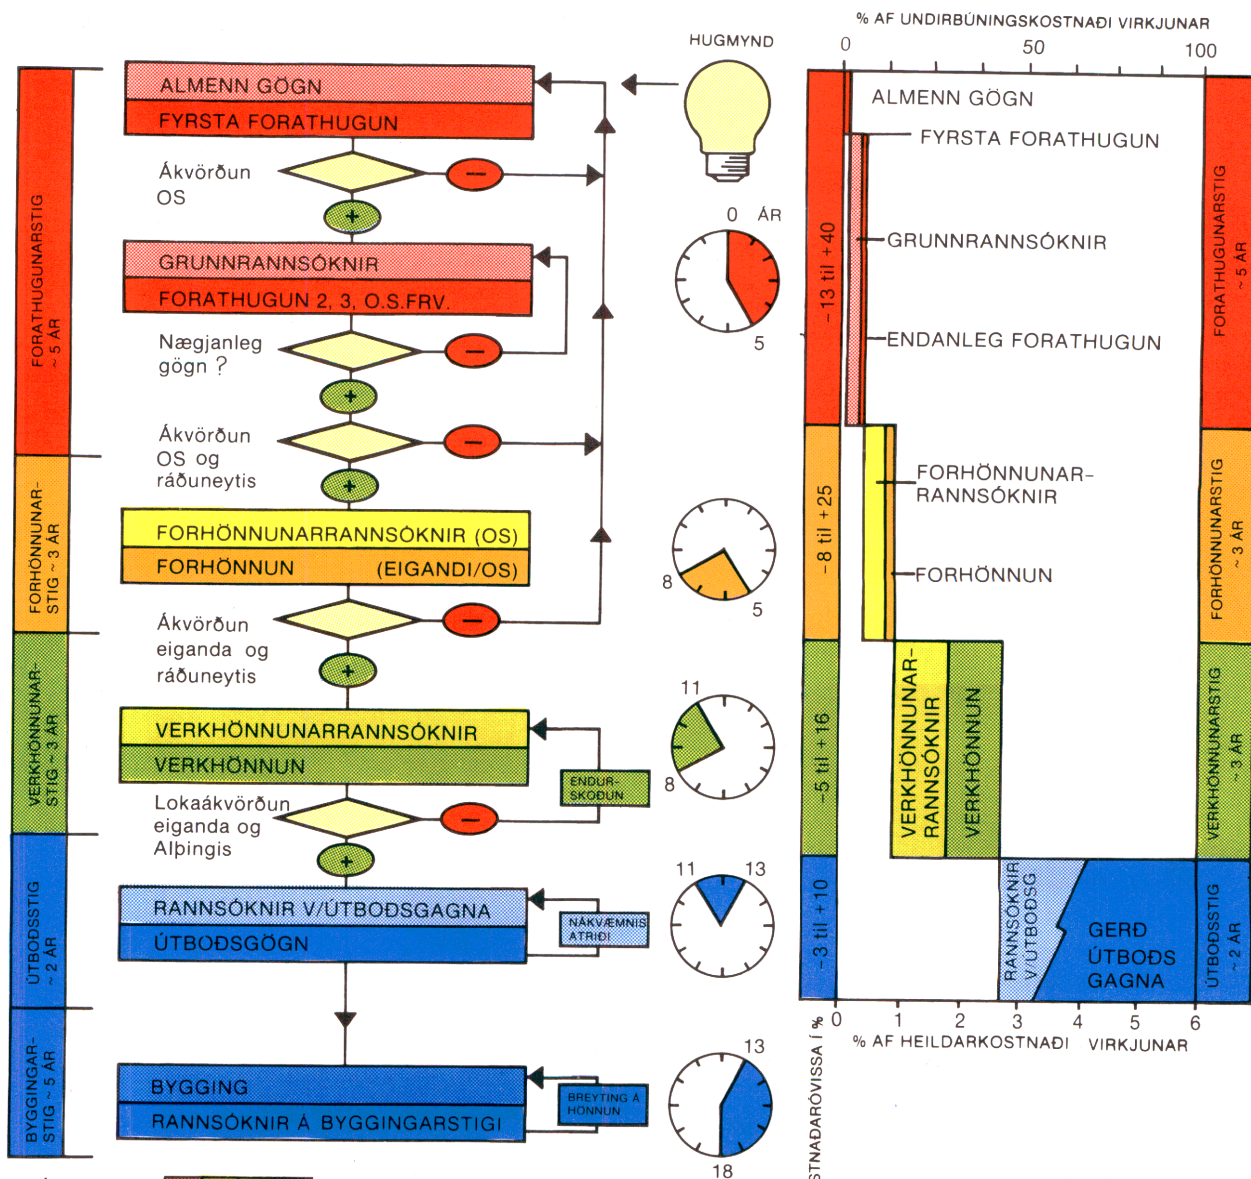 FORATHUGUNARSTIG
~ 5 ÁR
FORHÖNNUNAR-
STIG ~ 3 ÁR
VERKHÖNNUNAR-
STIG ~ 3 ÁR
ÚTBOÐSSTIG
~ 2 ÁR
BYGGINGAR-
STIG ~ 5 ÁR
HUGMYND
ALMENN GÖGN
FYRSTA FORATHUGUN
Ákvörðun
OS
−
+
GRUNNRANNSÓKNIR
FORATHUGUN 2, 3, O.S.FRV.
Nægjanleg
gögn ?
−
+
Ákvörðun
OS og
ráðuneytis
−
+
FORHÖNNUNARRANNSÓKNIR (OS)
FORHÖNNUN (EIGANDI/OS)
Ákvörðun
eiganda og
ráðuneytis
−
+
VERKHÖNNUNARRANNSÓKNIR
VERKHÖNNUN
ENDUR-
SKOÐUN
Lokaákvörðun
eiganda og
Alþingis
−
+
RANNSÓKNIR V/ÚTBOÐSGAGNA
ÚTBOÐSGÖGN
NÁKVÆMNIS
ATRIÐI
BYGGING
RANNSÓKNIR Á BYGGINGARSTIGI
BREYTING Á
HÖNNUN
0 ÁR
5
8
5
11
8
11 13
13
18
% AF UNDIRBÚNINGSKOSTNAÐI VIRKJUNAR
0 50 100
−13 til +40
−8 til +25
−5 til +16
−3 til +10
ALMENN GÖGN
FYRSTA FORATHUGUN
GRUNNRANNSÓKNIR
ENDANLEG FORATHUGUN
FORHÖNNUNAR-
RANNSÓKNIR
FORHÖNNUN
VERKHÖNNUNAR-
RANNSÓKNIR
VERKHÖNNUN
RANNSÓKNIR
V/ÚTBOÐSG
GERÐ
ÚTBOÐS
GAGNA
FORATHUGUNARSTIG
~ 5 ÁR
FORHÖNNUNARSTIG
~ 3 ÁR
VERKHÖNNUNARSTIG
~ 3 ÁR
ÚTBOÐSSTIG
~ 2 ÁR
0 1 2 3 4 5 6
% AF HEILDARKOSTNAÐI VIRKJUNAR
STNAÐARÓVISSA Í %